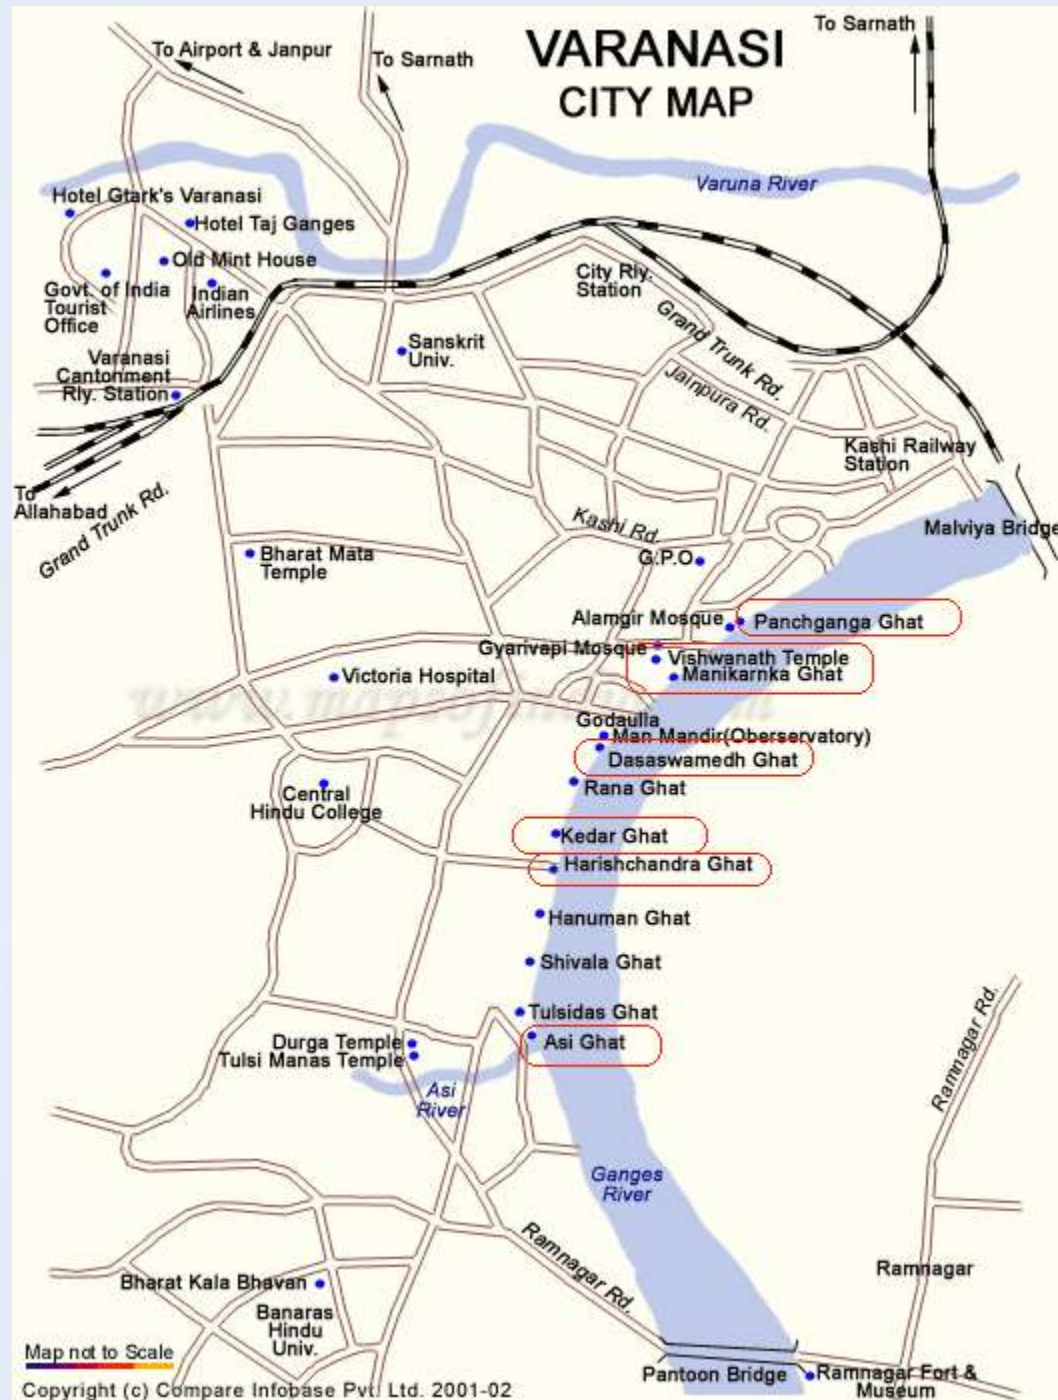 VARANASI
CITY MAP
To Airport & Janpur
To Sarnath
To Sarnath
Varuna River
Hotel Gtark's Varanasi
Hotel Taj Ganges
Old Mint House
Govt. of India
Tourist
Office
Indian
Airlines
City Rly.
Station
Grand Trunk Rd.
Jainpura Rd.
Sanskrit
Univ.
Varanasi
Cantonment
Rly. Station
Kashi Railway
Station
To
Allahabad
Grand Trunk Rd.
Malviya Bridge
Kashi Rd.
G.P.O
Bharat Mata
Temple
Alamgir Mosque
Panchganga Ghat
Gyarivapi Mosque
Vishwanath Temple
Manikarnka Ghat
Victoria Hospital
Godaulla
Man Mandir(Oberservatory)
Dasaswamedh Ghat
Rana Ghat
Central
Hindu College
Kedar Ghat
Harishchandra Ghat
Hanuman Ghat
Shivala Ghat
Tulsidas Ghat
Asi Ghat
Durga Temple
Tulsi Manas Temple
Asi
River
Ramnagar Rd.
Ganges
River
Ramnagar Rd.
Ramnagar
Bharat Kala Bhavan
Banaras
Hindu
Univ.
Map not to Scale
Pantoon Bridge
Ramnagar Fort &
Museum
Copyright (c) Compare Infobase Pvt. Ltd. 2001-02